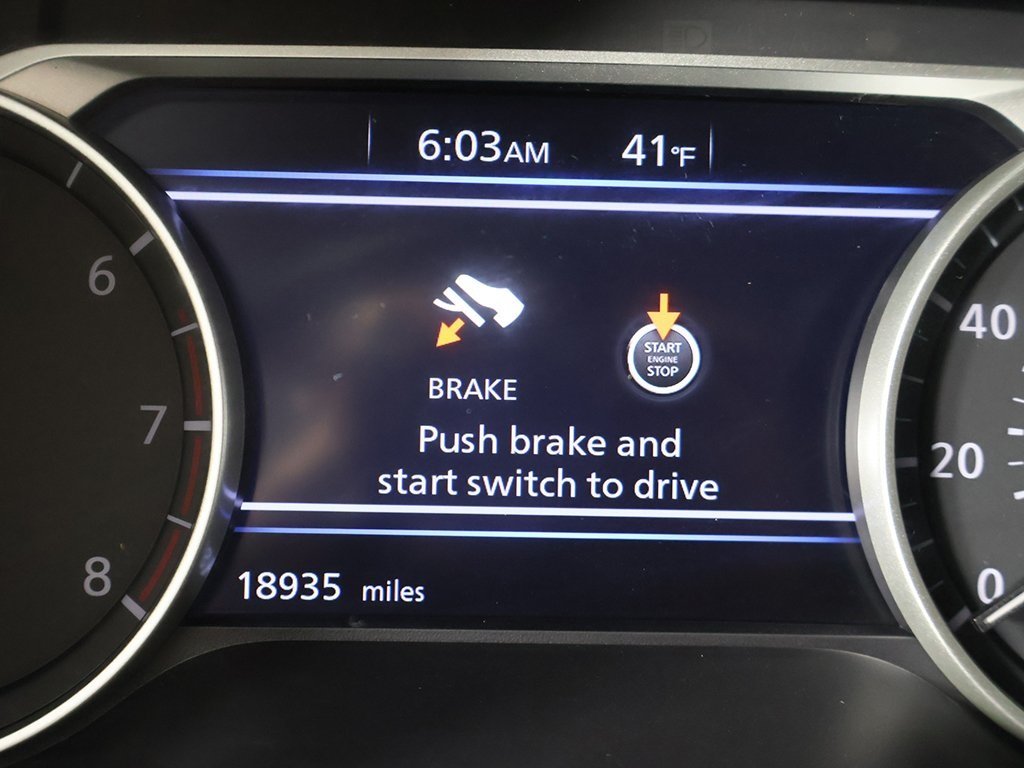 6:03AM 41°F
START
ENGINE
STOP
BRAKE
Push brake and
start switch to drive
18935 miles
6
7
8
40
20
0